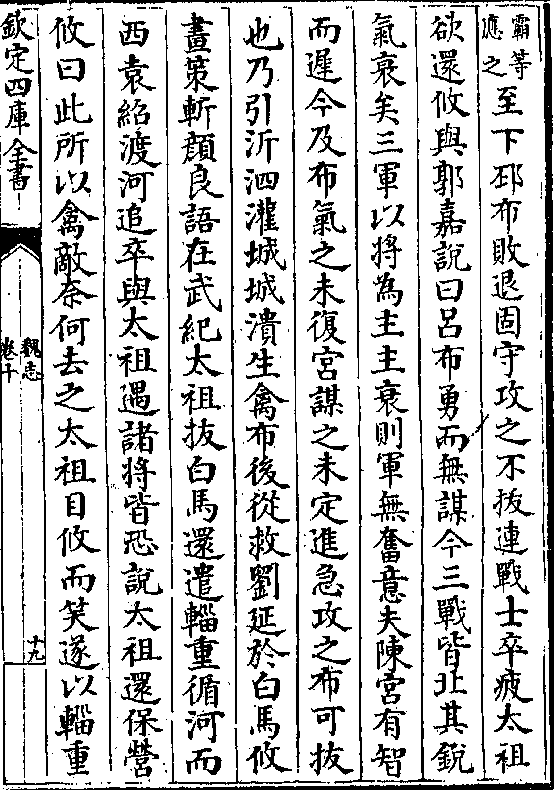 霸等應之至下邳布敗退固守攻之不拔連戰士卒疲太祖
欲還攸與郭嘉說曰呂布勇而無謀今三戰皆北其銳
氣衰矣三軍以將為主主衰則軍無奮意夫陳宮有智
而遲今及布氣之未復宮謀之未定進急攻之布可拔
也乃引沂泗灌城城潰生禽布後從救劉延於白馬攸
畫策斬顔良語在武紀太祖拔白馬還遣輜重循河而
西袁紹渡河追卒與太祖遇諸將皆恐說太祖還保營
攸曰此所以禽敵柰何去之太祖目攸而笑遂以輜重
欽定四庫全書
魏志
卷十
十九